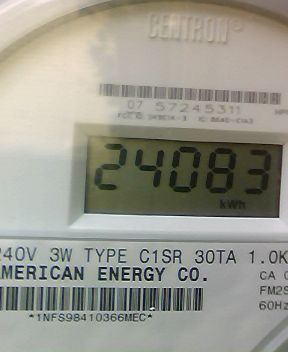 CENTRON®
07 57245311
24083
kWh
240V 3W TYPE C1SR 30TA 1.0K
AMERICAN ENERGY CO.
CA
FM2S
60Hz
*1NFS98410366MEC*